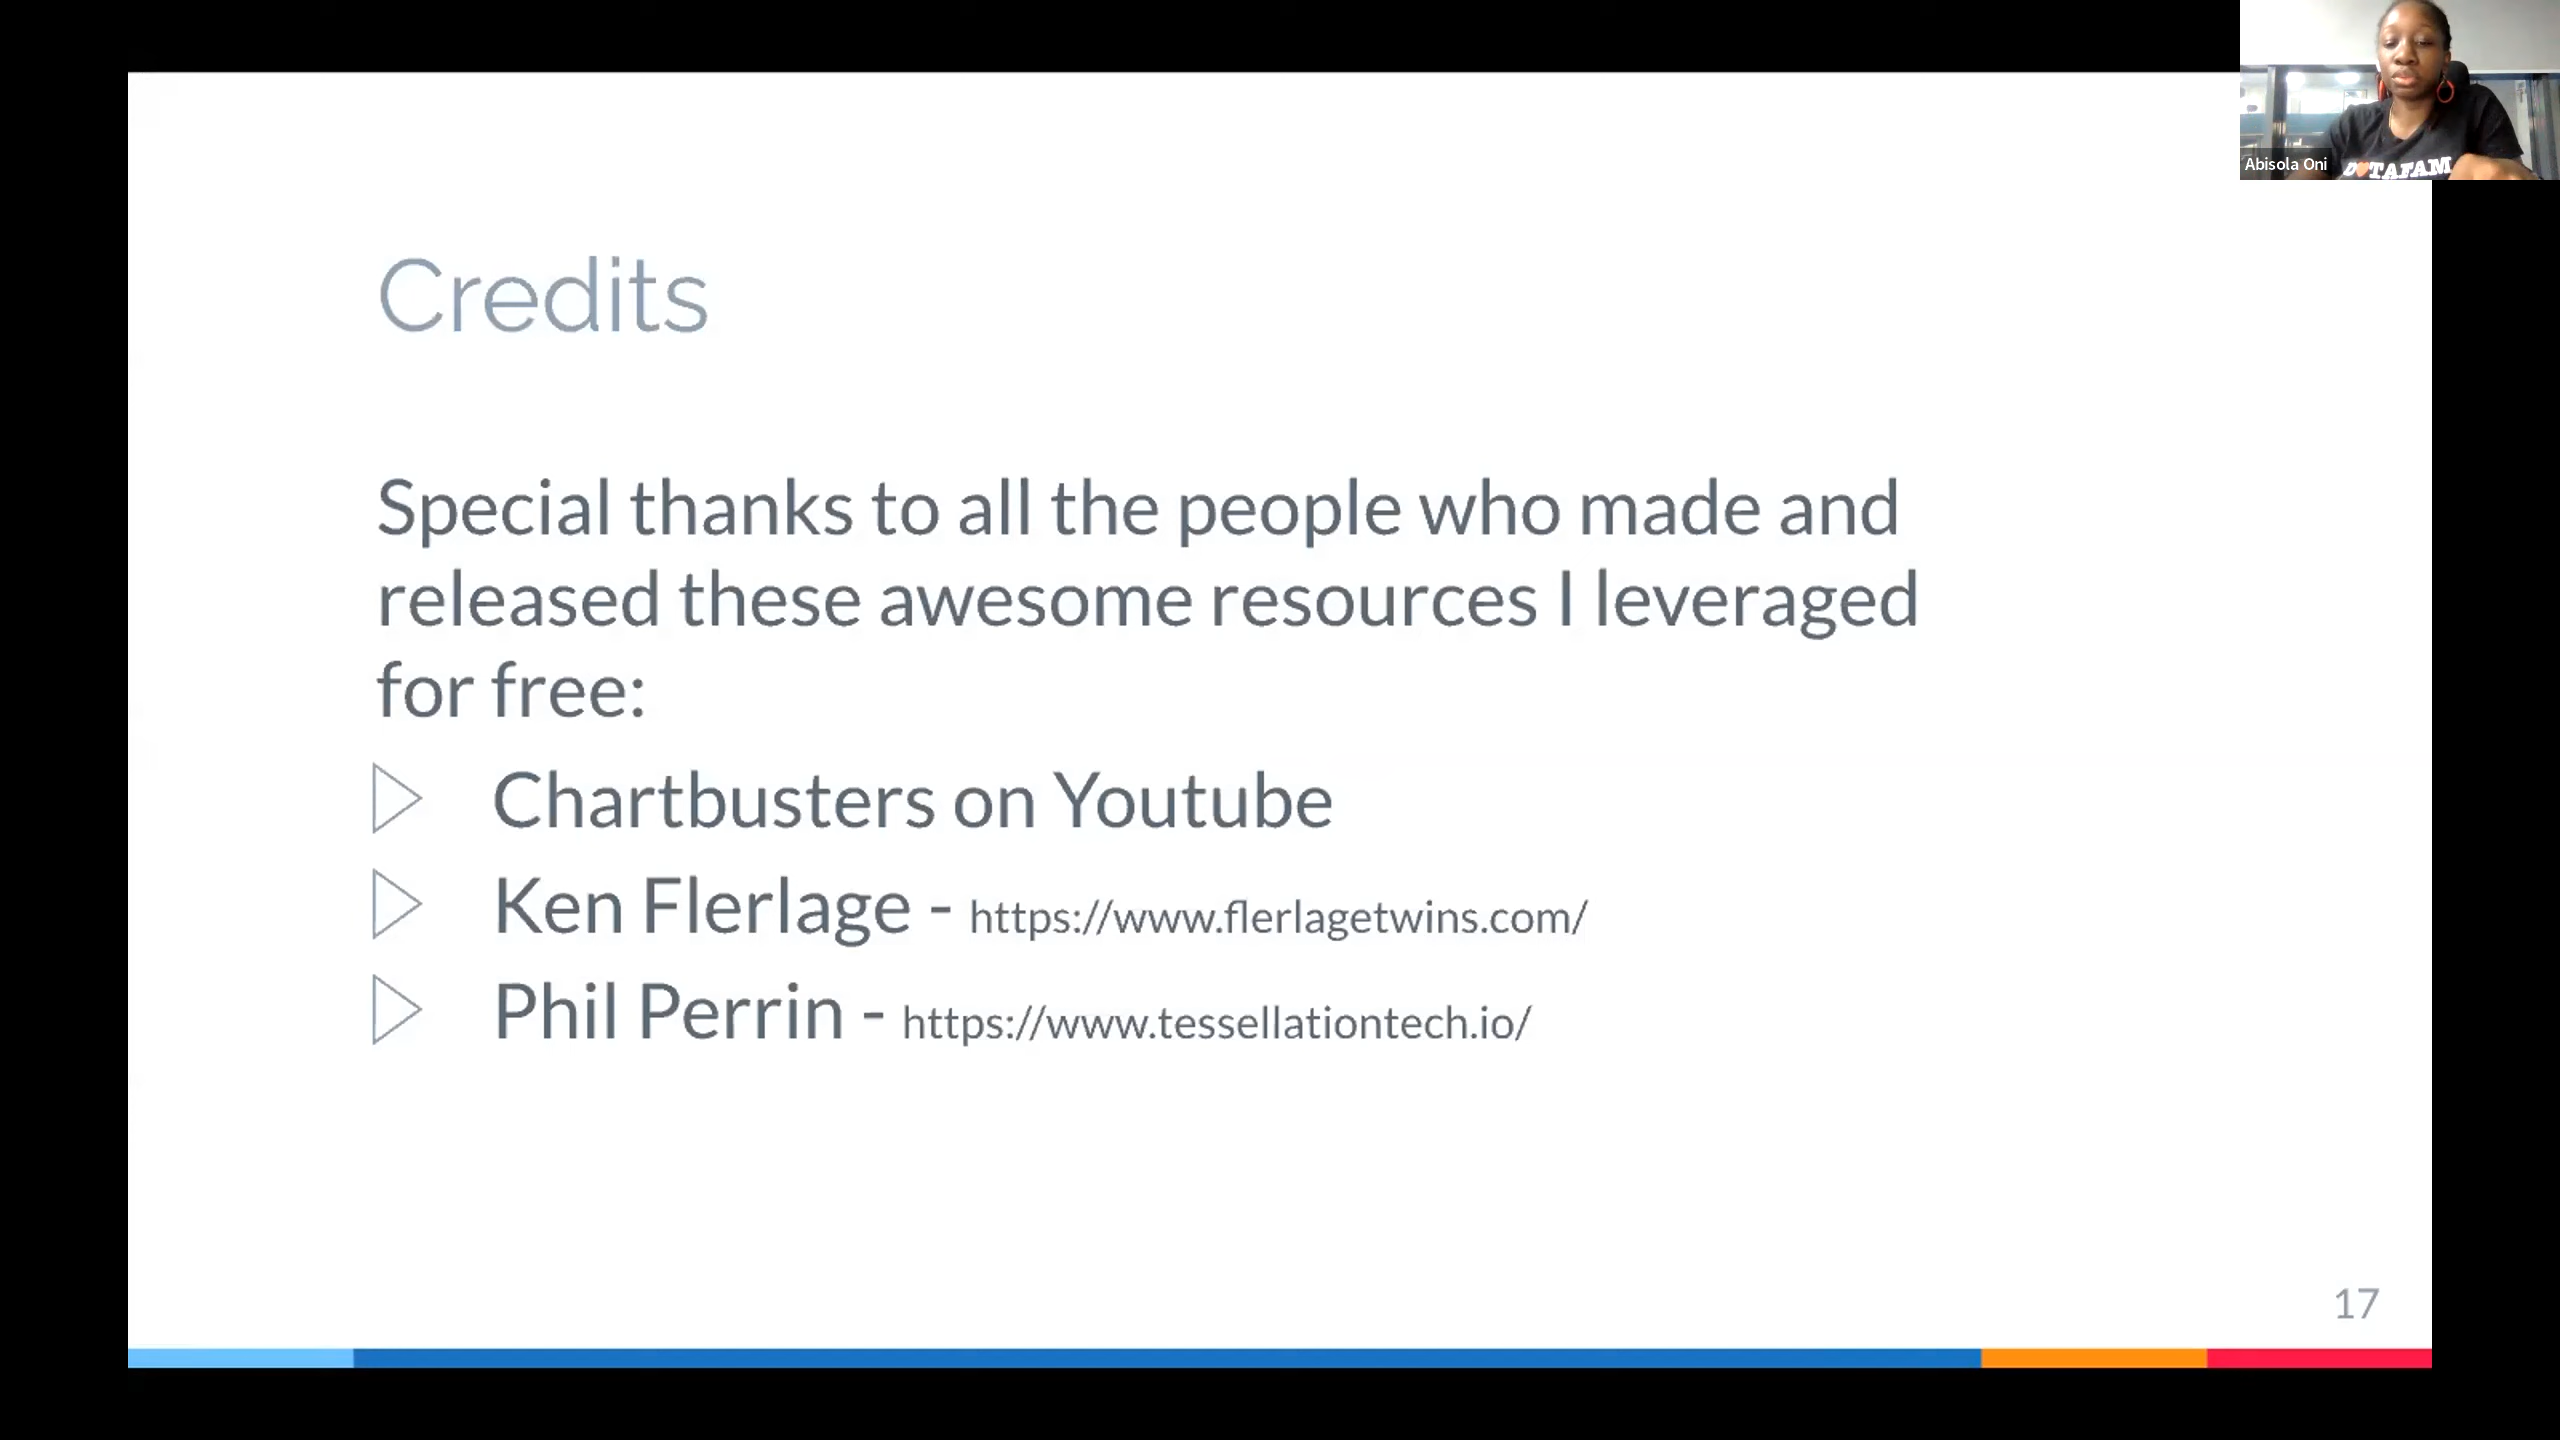 Abisola Oni
Credits
Special thanks to all the people who made and
released these awesome resources I leveraged
for free:
Chartbusters on Youtube
Ken Flerlage - https://www.flerlagetwins.com/
Phil Perrin - https://www.tessellationtech.io/
17